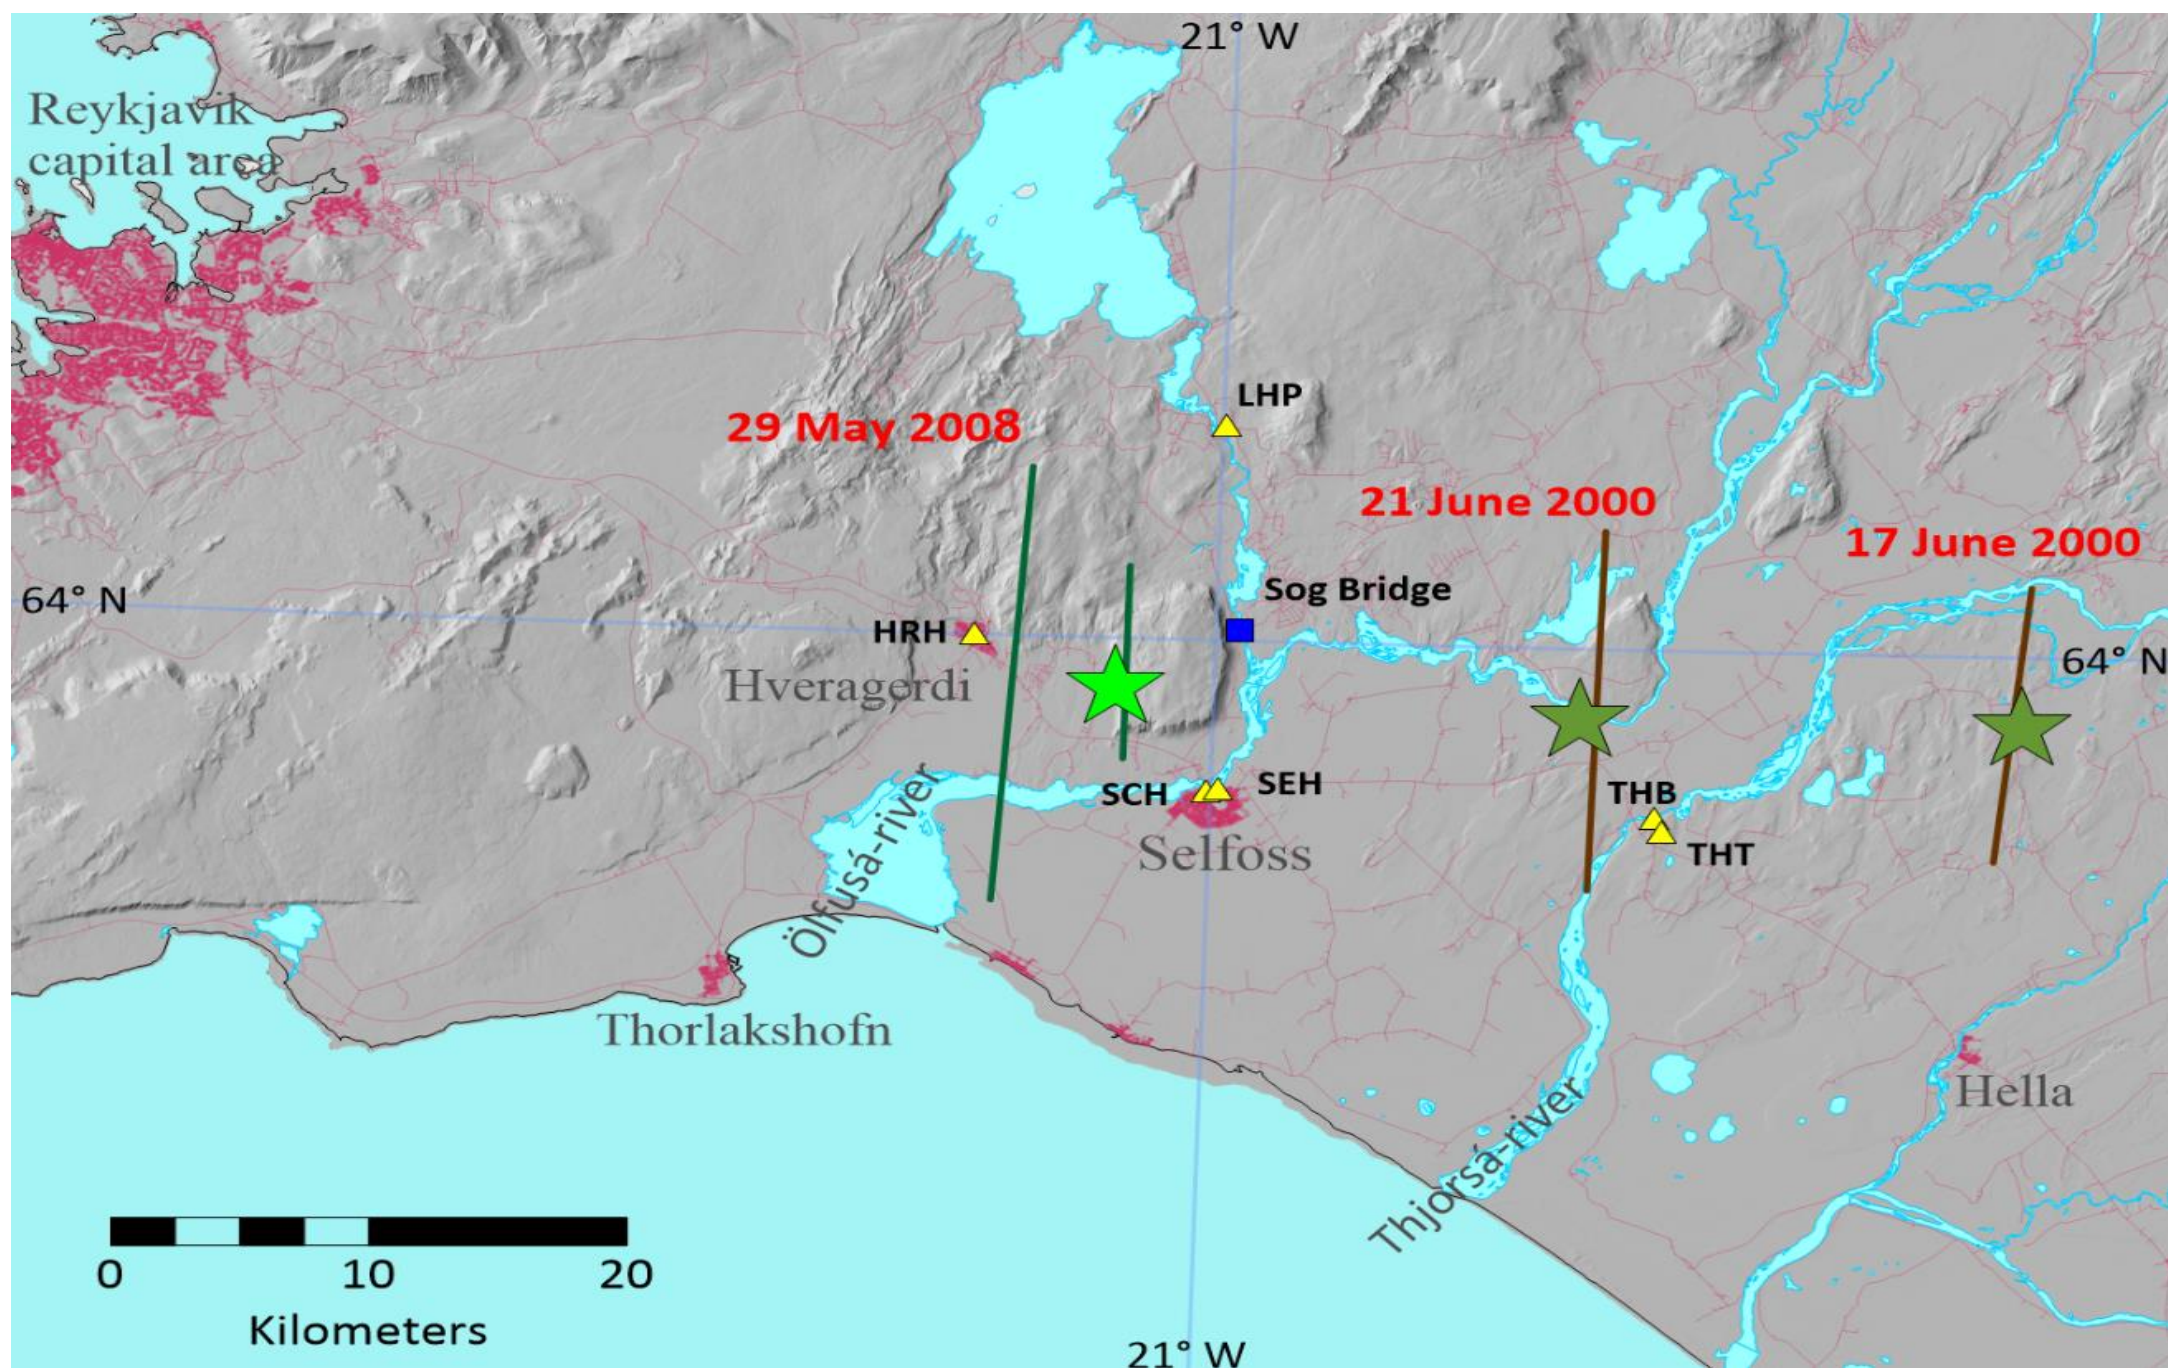 21° W
Reykjavik
capital area
LHP
29 May 2008
21 June 2000
17 June 2000
64° N
Sog Bridge
HRH
64° N
Hveragerdi
SCH
SEH
THB
Selfoss
THT
Ölfusá-river
Thorlakshofn
Hella
Thjorsá-river
0 10 20
Kilometers
21° W